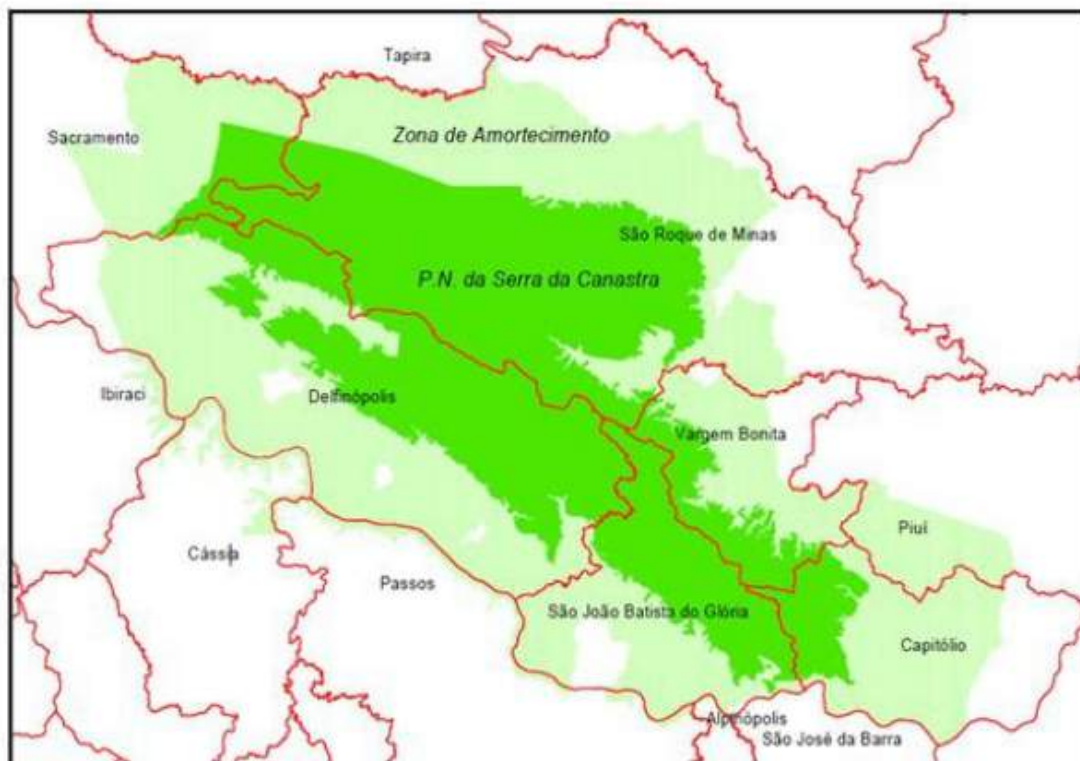 Tapira
Zona de Amortecimento
Sacramento
São Roque de Minas
P.N. da Serra da Canastra
Ibiraci
Delfinópolis
Vargem Bonita
Piuí
Cássia
Passos
São João Batista do Glória
Capitólio
Alpinópolis
São José da Barra